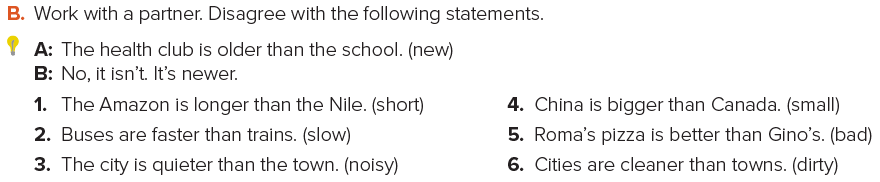 B. Work with a partner. Disagree with the following statements.
A: The health club is older than the school. (new)
B: No, it isn't. It's newer.
1. The Amazon is longer than the Nile. (short)
2. Buses are faster than trains. (slow)
3. The city is quieter than the town. (noisy)
4. China is bigger than Canada. (small)
5. Roma's pizza is better than Gino's. (bad)
6. Cities are cleaner than towns. (dirty)